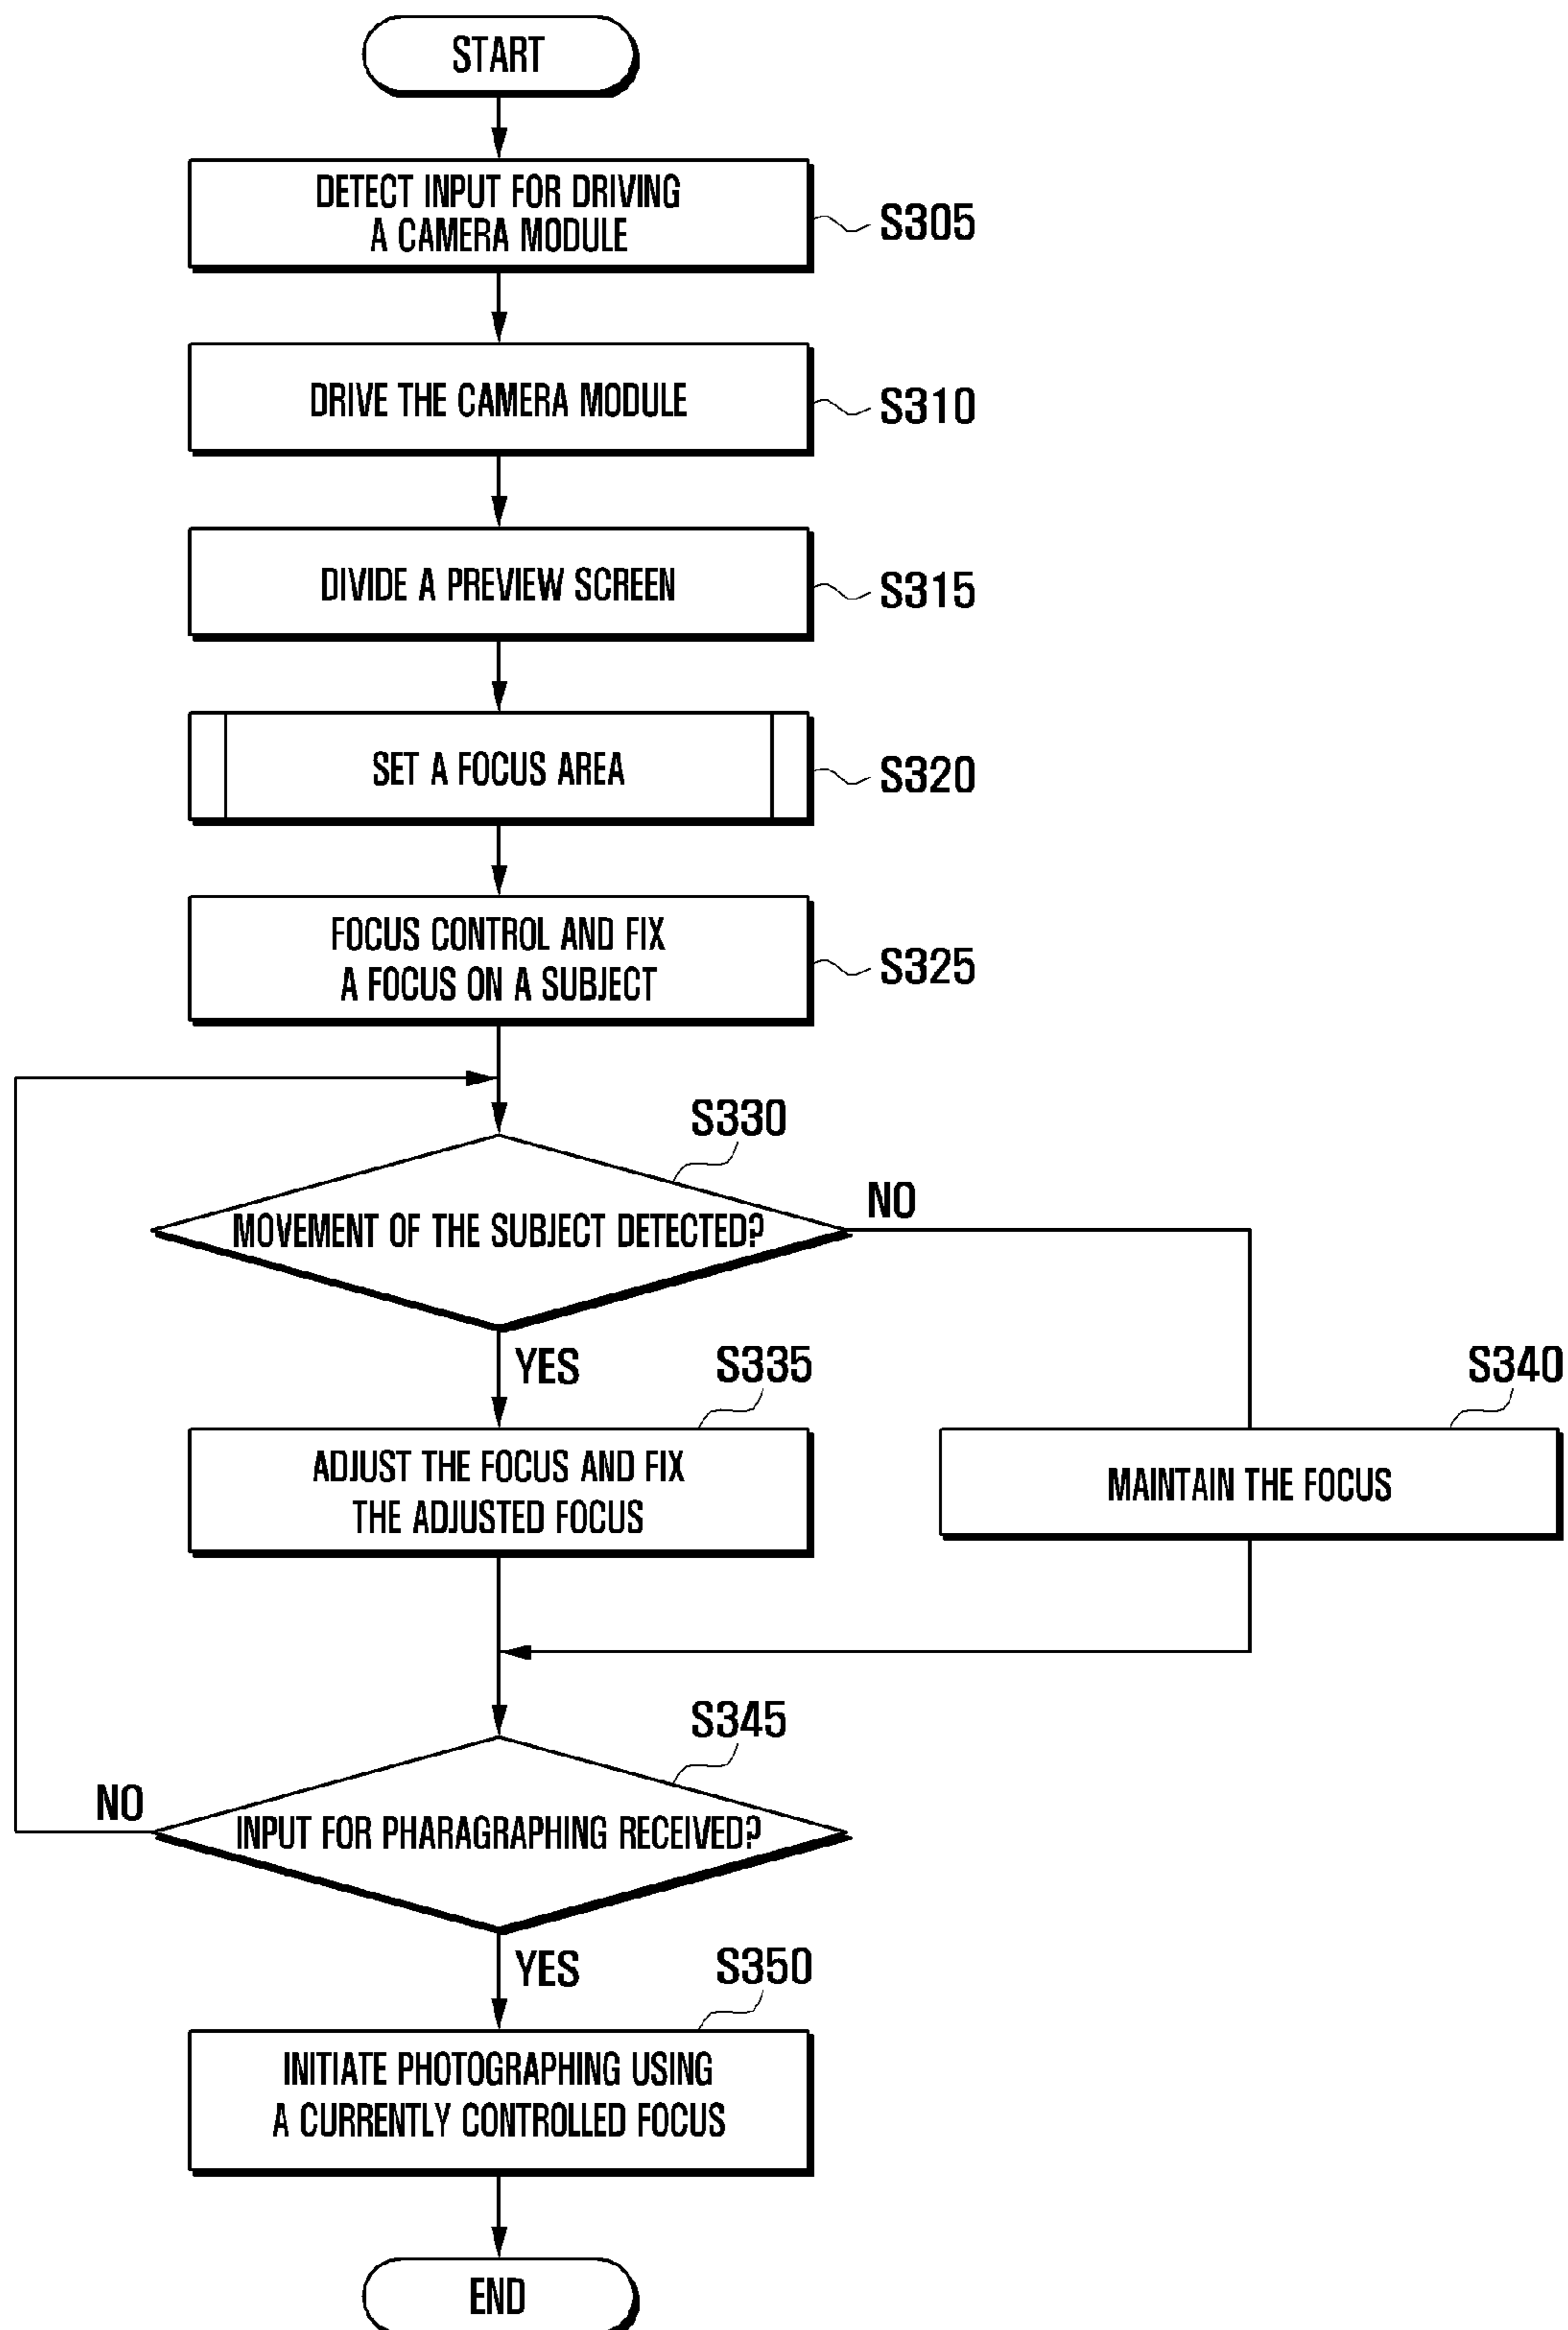 START
DETECT INPUT FOR DRIVING
A CAMERA MODULE
S305
DRIVE THE CAMERA MODULE
S310
DIVIDE A PREVIEW SCREEN
S315
SET A FOCUS AREA
S320
FOCUS CONTROL AND FIX
A FOCUS ON A SUBJECT
S325
S330
MOVEMENT OF THE SUBJECT DETECTED?
NO
YES
S335
ADJUST THE FOCUS AND FIX
THE ADJUSTED FOCUS
S340
MAINTAIN THE FOCUS
S345
INPUT FOR PHARAGRAPHING RECEIVED?
NO
YES
S350
INITIATE PHOTOGRAPHING USING
A CURRENTLY CONTROLLED FOCUS
END